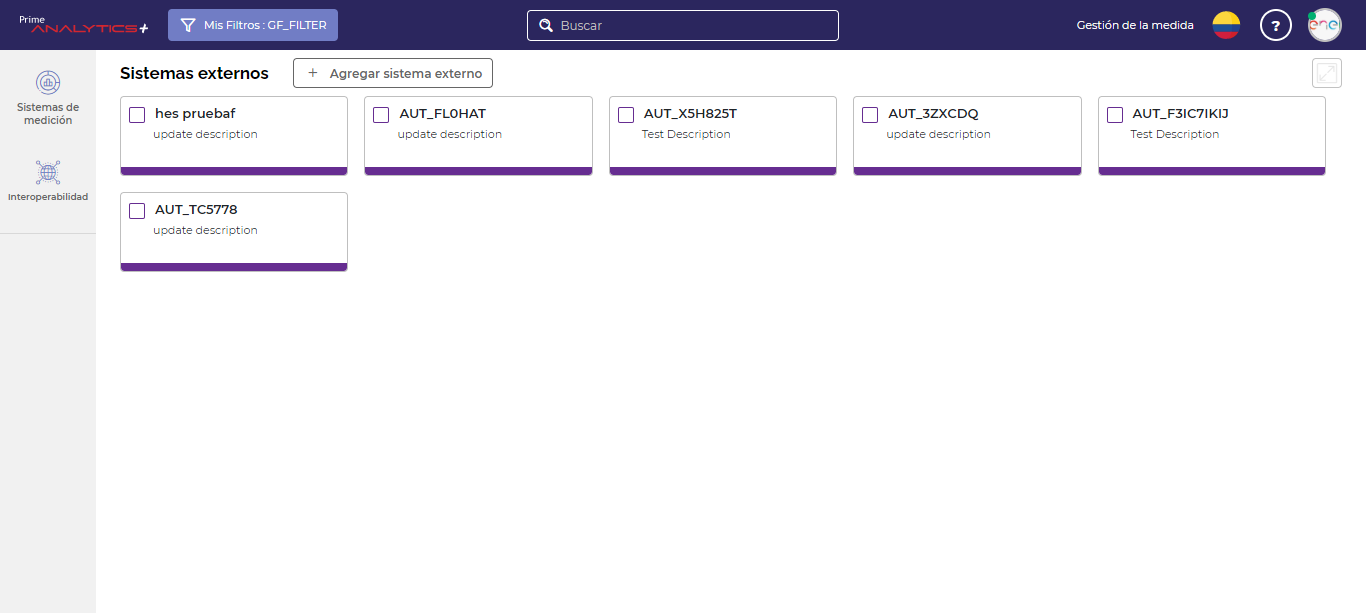 Prime
ANALYTICS+
Mis Filtros : GF_FILTER
Buscar
Gestión de la medida
?
ene
Sistemas de
medición
Interoperabilidad
Sistemas externos
+ Agregar sistema externo
hes pruebaf
update description
AUT_FL0HAT
update description
AUT_X5H825T
Test Description
AUT_3ZXCDQ
update description
AUT_F3IC7IKIJ
Test Description
AUT_TC5778
update description